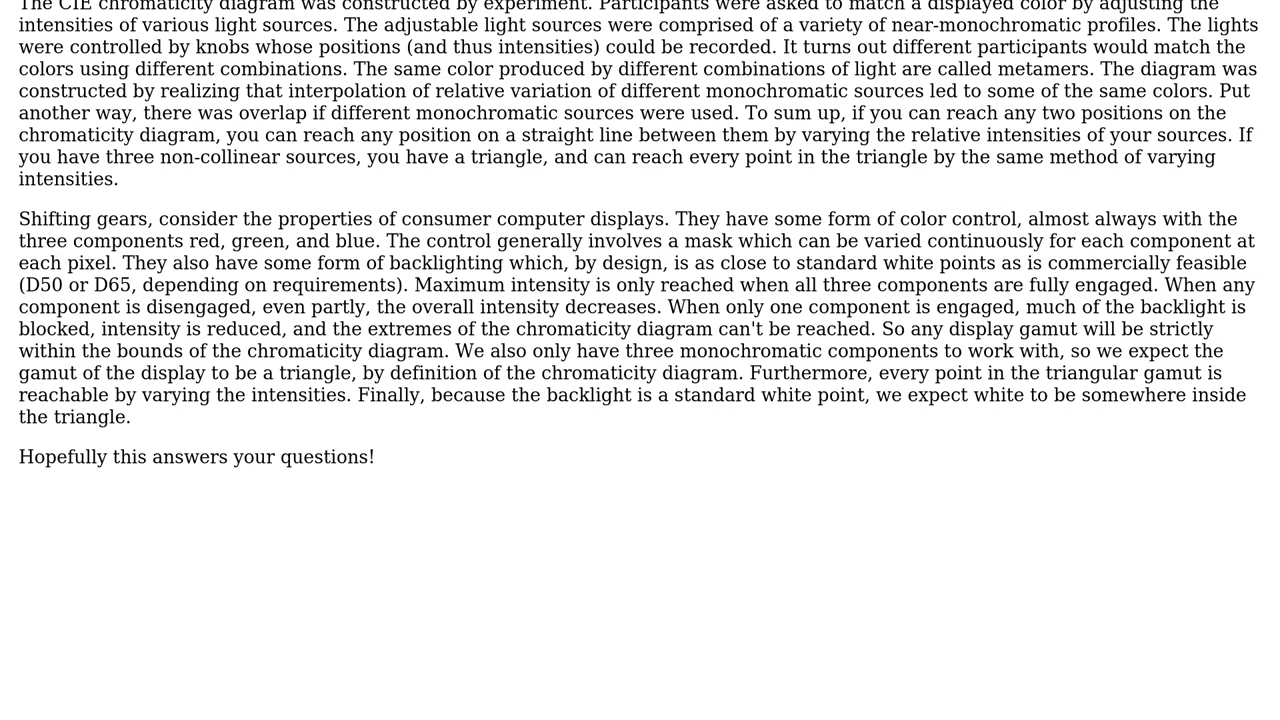 The CIE chromaticity diagram was constructed by experiment. Participants were asked to match a displayed color by adjusting the
intensities of various light sources. The adjustable light sources were comprised of a variety of near-monochromatic profiles. The lights
were controlled by knobs whose positions (and thus intensities) could be recorded. It turns out different participants would match the
colors using different combinations. The same color produced by different combinations of light are called metamers. The diagram was
constructed by realizing that interpolation of relative variation of different monochromatic sources led to some of the same colors. Put
another way, there was overlap if different monochromatic sources were used. To sum up, if you can reach any two positions on the
chromaticity diagram, you can reach any position on a straight line between them by varying the relative intensities of your sources. If
you have three non-collinear sources, you have a triangle, and can reach every point in the triangle by the same method of varying
intensities.
Shifting gears, consider the properties of consumer computer displays. They have some form of color control, almost always with the
three components red, green, and blue. The control generally involves a mask which can be varied continuously for each component at
each pixel. They also have some form of backlighting which, by design, is as close to standard white points as is commercially feasible
(D50 or D65, depending on requirements). Maximum intensity is only reached when all three components are fully engaged. When any
component is disengaged, even partly, the overall intensity decreases. When only one component is engaged, much of the backlight is
blocked, intensity is reduced, and the extremes of the chromaticity diagram can't be reached. So any display gamut will be strictly
within the bounds of the chromaticity diagram. We also only have three monochromatic components to work with, so we expect the
gamut of the display to be a triangle, by definition of the chromaticity diagram. Furthermore, every point in the triangular gamut is
reachable by varying the intensities. Finally, because the backlight is a standard white point, we expect white to be somewhere inside
the triangle.
Hopefully this answers your questions!